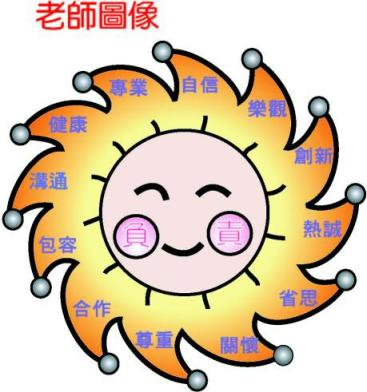 老師圖像
自信
樂觀
創新
熱誠
省思
關懷
尊重
合作
包容
溝通
健康
專業
負責